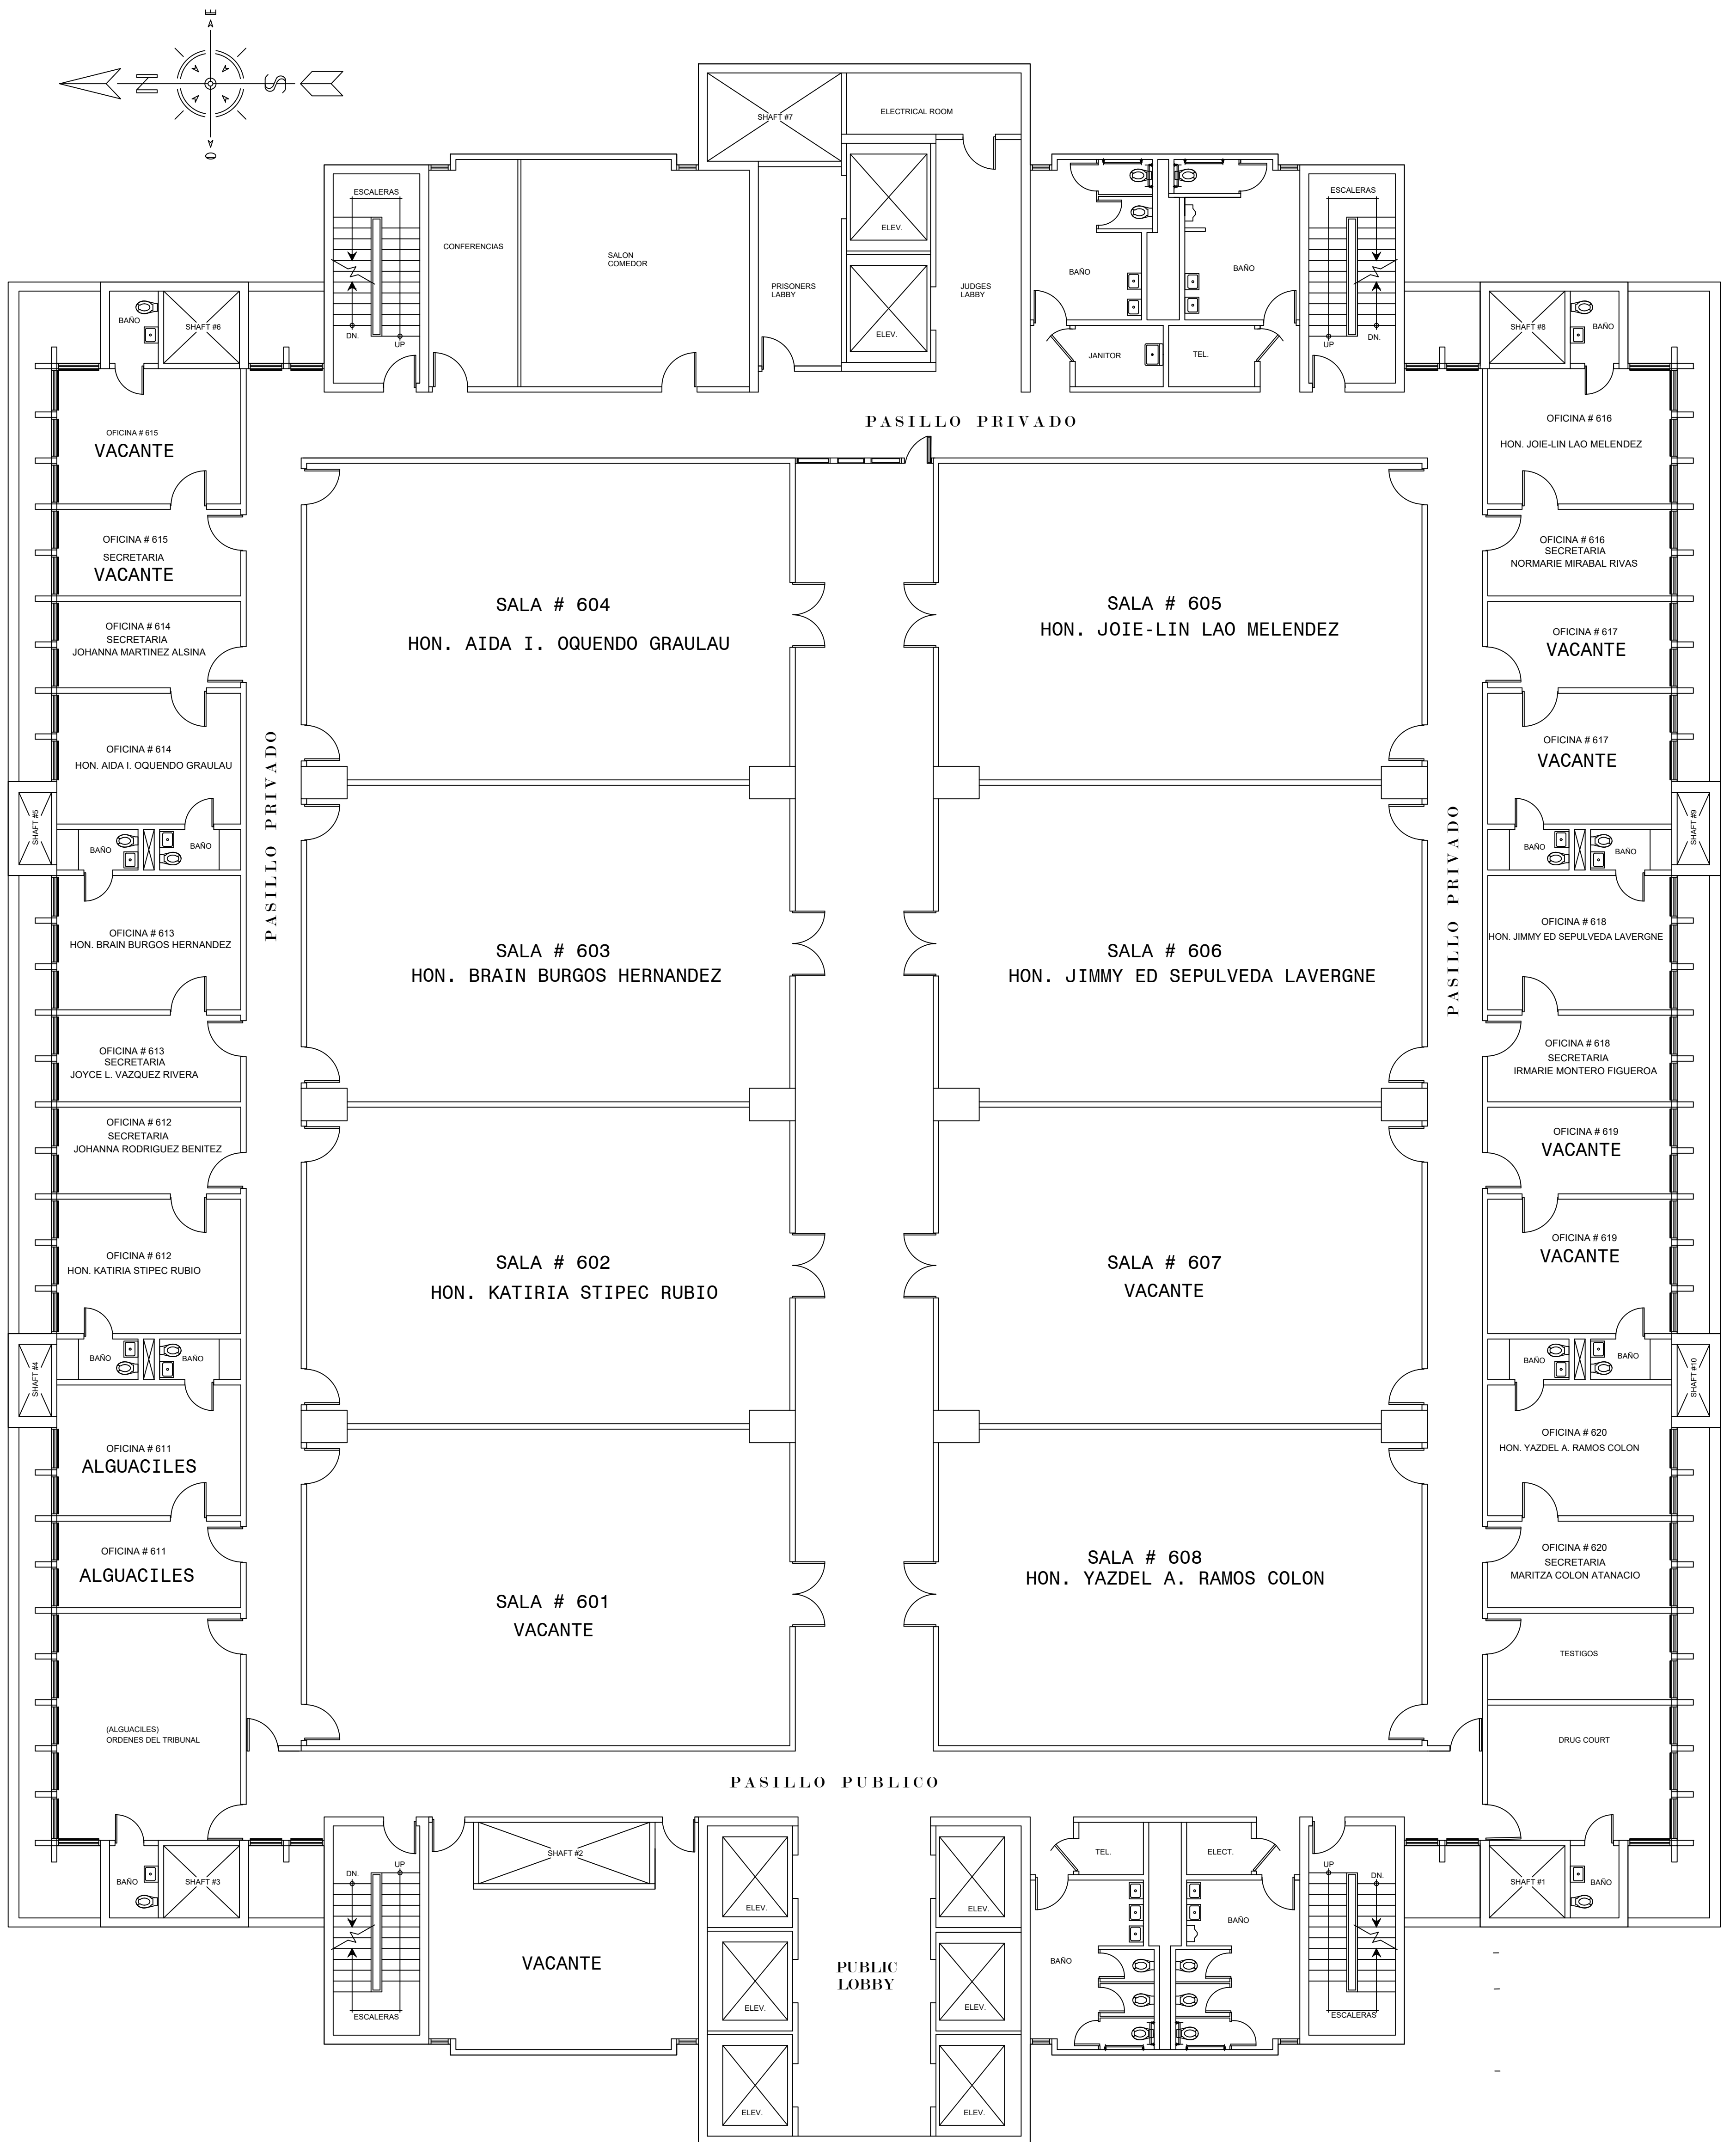 E
N
S
O
SHAFT #7
ELECTRICAL ROOM
ESCALERAS
CONFERENCIAS
SALON
COMEDOR
PRISONERS
LABBY
ELEV.
ELEV.
JUDGES
LABBY
BAÑO
BAÑO
ESCALERAS
DN.
UP
JANITOR
TEL.
UP
DN.
BAÑO
SHAFT #6
SHAFT #8
BAÑO
PASILLO PRIVADO
OFICINA # 615
VACANTE
OFICINA # 615
SECRETARIA
VACANTE
OFICINA # 614
SECRETARIA
JOHANNA MARTINEZ ALSINA
OFICINA # 614
HON. AIDA I. OQUENDO GRAULAU
SHAFT #5
BAÑO
BAÑO
PASILLO PRIVADO
OFICINA # 613
HON. BRAIN BURGOS HERNANDEZ
OFICINA # 613
SECRETARIA
JOYCE L. VAZQUEZ RIVERA
OFICINA # 612
SECRETARIA
JOHANNA RODRIGUEZ BENITEZ
OFICINA # 612
HON. KATIRIA STIPEC RUBIO
SHAFT #4
BAÑO
BAÑO
OFICINA # 611
ALGUACILES
OFICINA # 611
ALGUACILES
(ALGUACILES)
ORDENES DEL TRIBUNAL
SALA # 604
HON. AIDA I. OQUENDO GRAULAU
SALA # 605
HON. JOIE-LIN LAO MELENDEZ
SALA # 603
HON. BRAIN BURGOS HERNANDEZ
SALA # 606
HON. JIMMY ED SEPULVEDA LAVERGNE
SALA # 602
HON. KATIRIA STIPEC RUBIO
SALA # 607
VACANTE
SALA # 601
VACANTE
SALA # 608
HON. YAZDEL A. RAMOS COLON
PASILLO PRIVADO
OFICINA # 616
HON. JOIE-LIN LAO MELENDEZ
OFICINA # 616
SECRETARIA
NORMARIE MIRABAL RIVAS
OFICINA # 617
VACANTE
OFICINA # 617
VACANTE
BAÑO
BAÑO
SHAFT #9
OFICINA # 618
HON. JIMMY ED SEPULVEDA LAVERGNE
OFICINA # 618
SECRETARIA
IRMARIE MONTERO FIGUEROA
OFICINA # 619
VACANTE
OFICINA # 619
VACANTE
BAÑO
BAÑO
SHAFT #10
OFICINA # 620
HON. YAZDEL A. RAMOS COLON
OFICINA # 620
SECRETARIA
MARITZA COLON ATANACIO
TESTIGOS
DRUG COURT
PASILLO PUBLICO
BAÑO
SHAFT #3
DN.
UP
ESCALERAS
SHAFT #2
VACANTE
ELEV.
ELEV.
ELEV.
PUBLIC
LOBBY
ELEV.
ELEV.
ELEV.
TEL.
ELECT.
BAÑO
BAÑO
UP
DN.
ESCALERAS
SHAFT #1
BAÑO